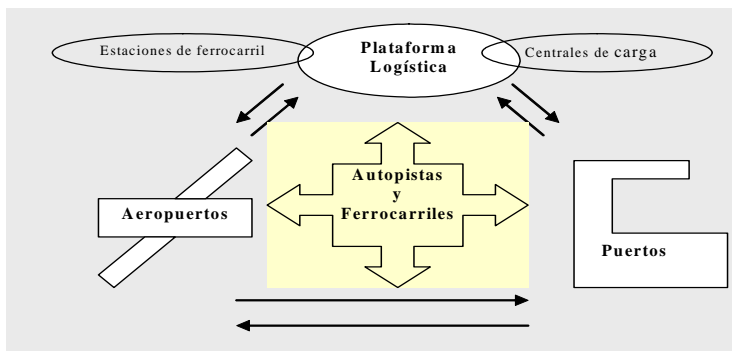 Estaciones de ferrocarril
Plataforma
Logística
Centrales de carga
Autopistas
y
Ferrocarriles
Aeropuertos
Puertos